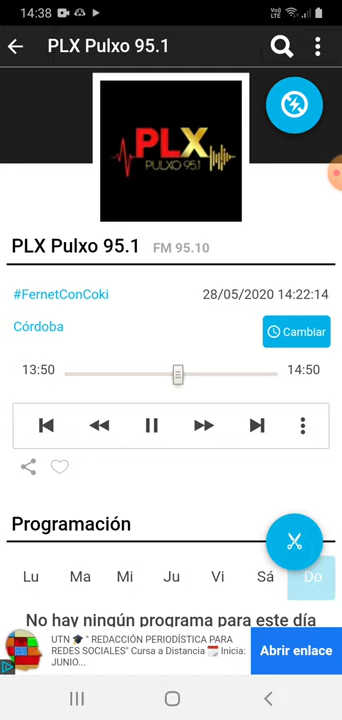 14:38
PLX Pulxo 95.1
PLX
PULXO 95.1
PLX Pulxo 95.1 FM 95.10
#FernetConCoki 28/05/2020 14:22:14
Córdoba Cambiar
13:50 14:50
Programación
Lu Ma Mi Ju Vi Sá Do
No hay ningún programa para este día
UTN 🎓 " REDACCIÓN PERIODÍSTICA PARA
REDES SOCIALES" Cursa a Distancia 📅 Inicia:
JUNIO...
Abrir enlace